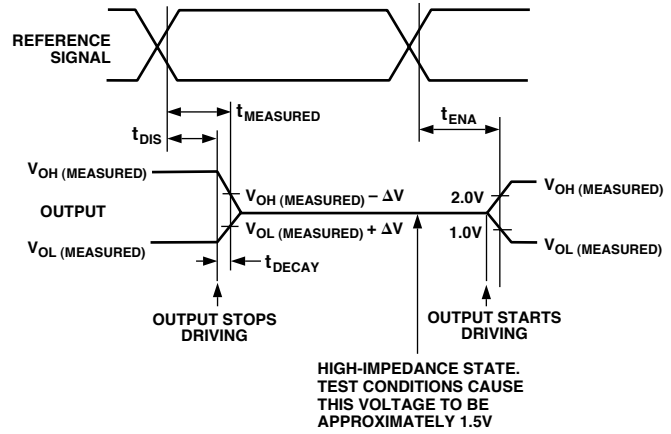 REFERENCE
SIGNAL
tMEASURED
tDIS
tENA
VOH (MEASURED)
VOH (MEASURED) – ΔV
2.0V
VOH (MEASURED)
OUTPUT
VOL (MEASURED)
VOL (MEASURED) + ΔV
1.0V
VOL (MEASURED)
tDECAY
OUTPUT STOPS
DRIVING
OUTPUT STARTS
DRIVING
HIGH-IMPEDANCE STATE.
TEST CONDITIONS CAUSE
THIS VOLTAGE TO BE
APPROXIMATELY 1.5V